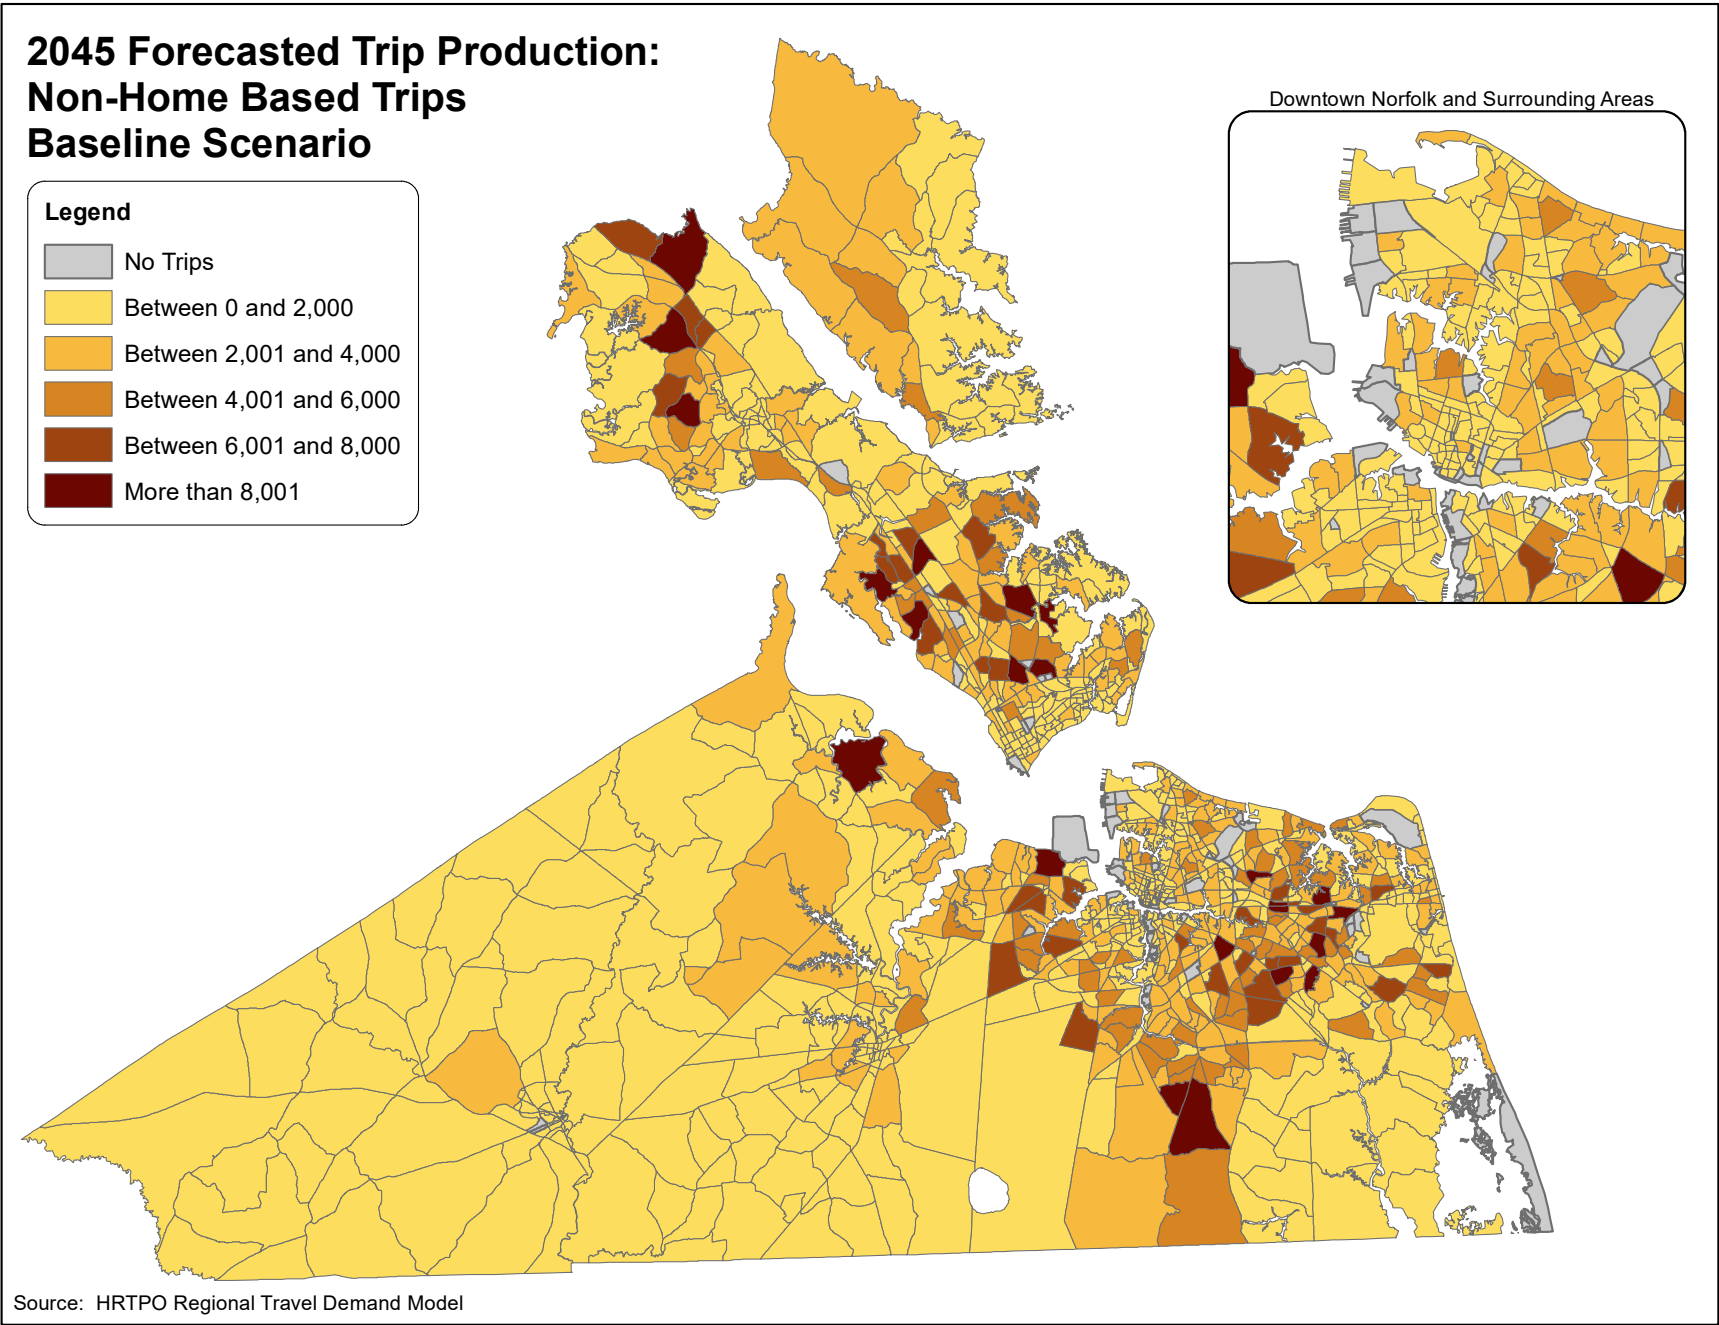 2045 Forecasted Trip Production:
Non-Home Based Trips
Baseline Scenario
Legend
No Trips
Between 0 and 2,000
Between 2,001 and 4,000
Between 4,001 and 6,000
Between 6,001 and 8,000
More than 8,001
Downtown Norfolk and Surrounding Areas
Source:  HRTPO Regional Travel Demand Model